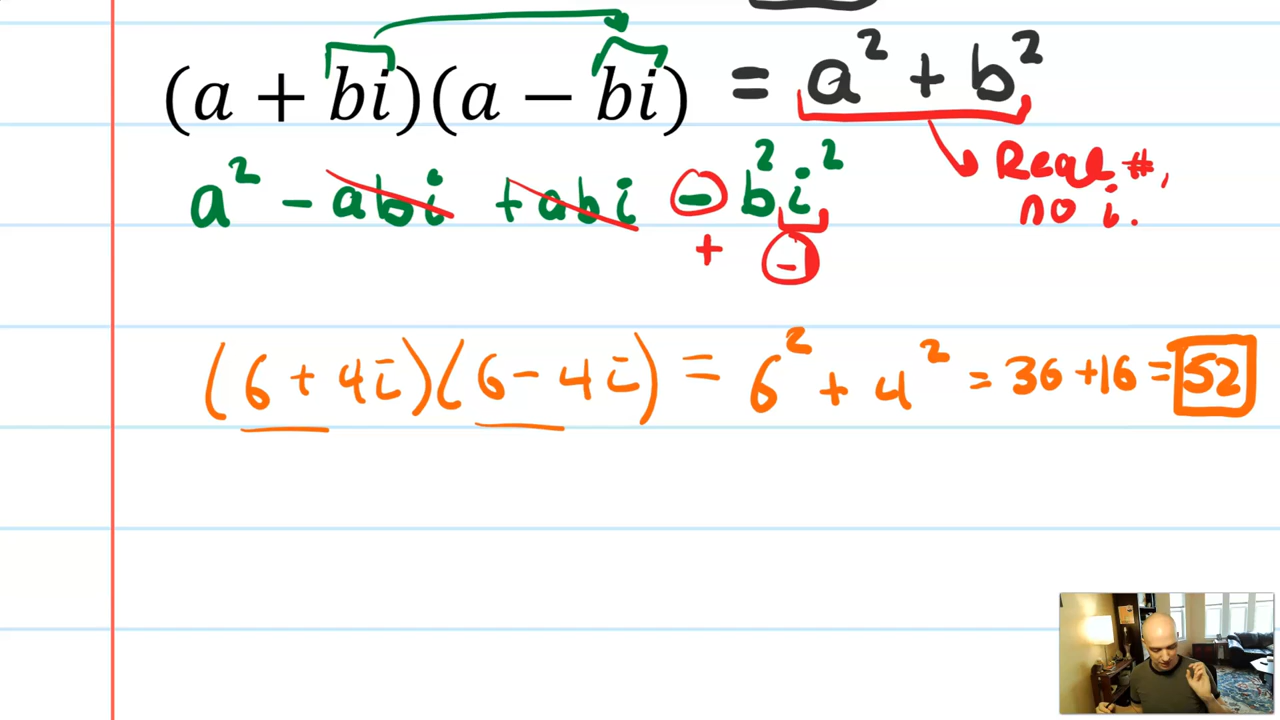 (a + bi)(a − bi) = a² + b²
a² - abi + abi - b²i²
Real #,
no i.
+ -
(6 + 4i)(6 - 4i) = 6² + 4² = 36 + 16 = 52